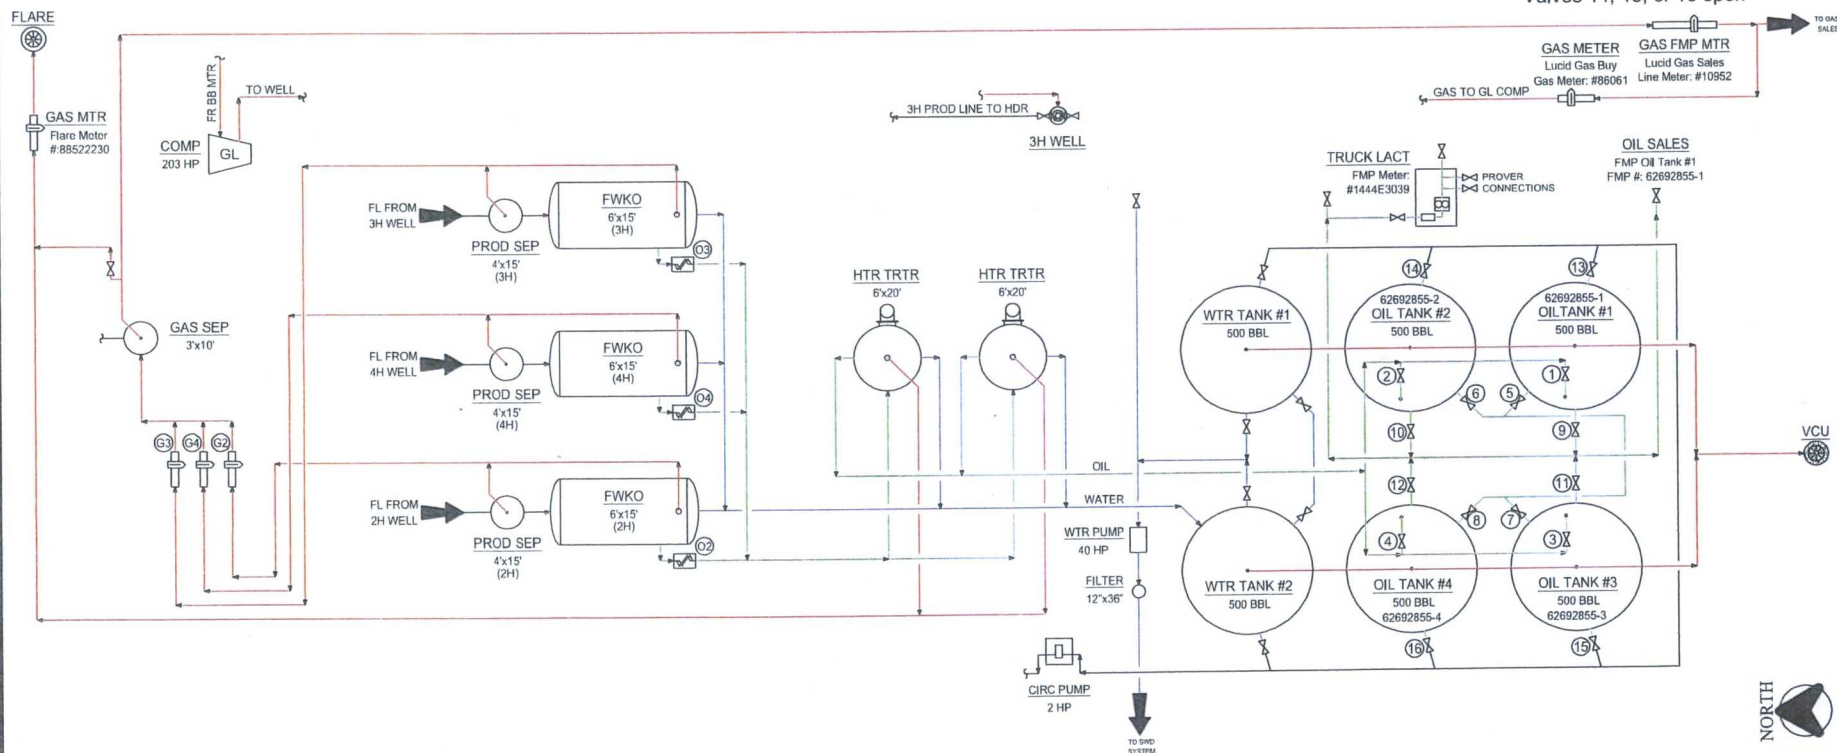 Valves 14, 15, or 16 open
FLARE
TO GAS
SALES
GAS METER
Lucid Gas Buy
Gas Meter: #86061
GAS FMP MTR
Lucid Gas Sales
Line Meter: #10952
GAS TO GL COMP
FR BB MTR
TO WELL
GAS MTR
Flare Meter
#:88522230
COMP
203 HP
GL
3H PROD LINE TO HDR
3H WELL
TRUCK LACT
FMP Meter:
#1444E3039
PROVER
CONNECTIONS
OIL SALES
FMP Oil Tank #1
FMP #: 62692855-1
FL FROM
3H WELL
PROD SEP
4'x15'
(3H)
FWKO
6'x15'
(3H)
O3
HTR TRTR
6'x20'
HTR TRTR
6'x20'
14
13
WTR TANK #1
500 BBL
62692855-2
OIL TANK #2
500 BBL
62692855-1
OILTANK #1
500 BBL
GAS SEP
3'x10'
FL FROM
4H WELL
PROD SEP
4'x15'
(4H)
FWKO
6'x15'
(4H)
O4
2
1
6
5
10
9
G3
G4
G2
VCU
OIL
12
11
FL FROM
2H WELL
PROD SEP
4'x15'
(2H)
FWKO
6'x15'
(2H)
O2
WATER
8
7
4
3
WTR PUMP
40 HP
FILTER
12"x36"
WTR TANK #2
500 BBL
OIL TANK #4
500 BBL
62692855-4
OIL TANK #3
500 BBL
62692855-3
16
15
CIRC PUMP
2 HP
TO SWD
SYSTEM
NORTH